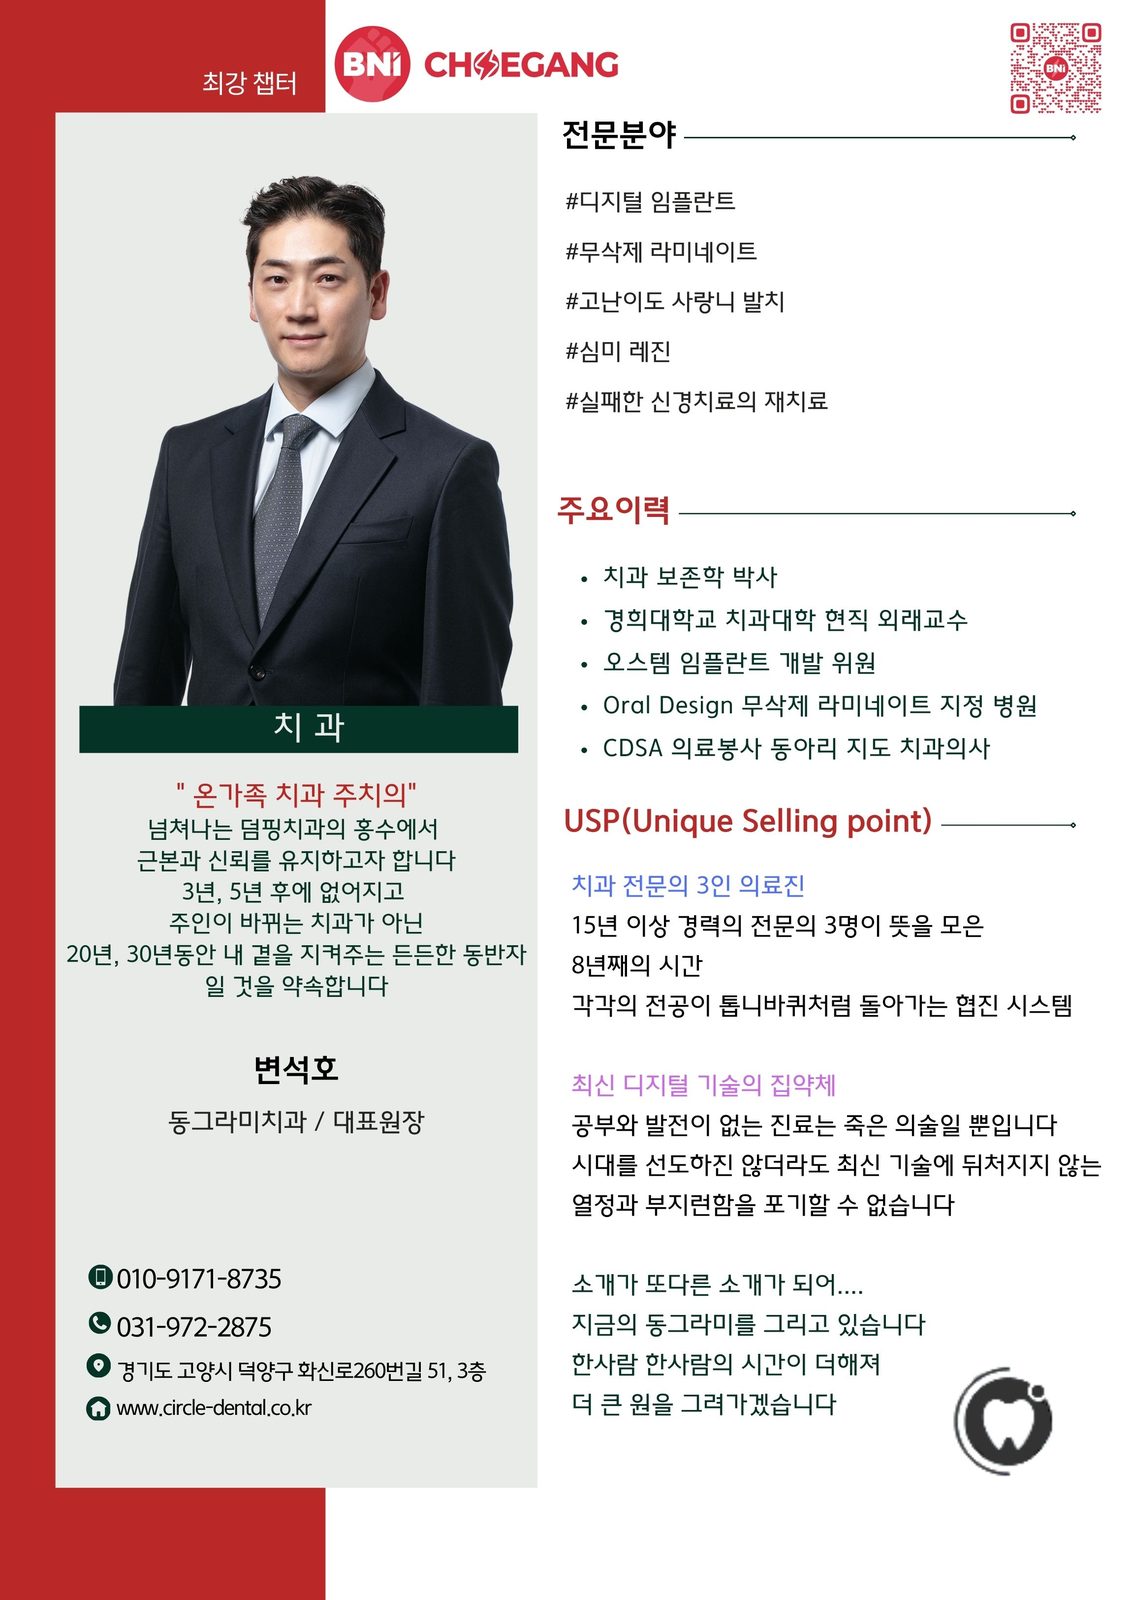 최강 챕터
BNi CHOEGANG
BNi
치 과
" 온가족 치과 주치의"
넘쳐나는 덤핑치과의 홍수에서
근본과 신뢰를 유지하고자 합니다
3년, 5년 후에 없어지고
주인이 바뀌는 치과가 아닌
20년, 30년동안 내 곁을 지켜주는 든든한 동반자
일 것을 약속합니다
변석호
동그라미치과 / 대표원장
010-9171-8735
031-972-2875
경기도 고양시 덕양구 화신로260번길 51, 3층
www.circle-dental.co.kr
전문분야
#디지털 임플란트
#무삭제 라미네이트
#고난이도 사랑니 발치
#심미 레진
#실패한 신경치료의 재치료
주요이력
• 치과 보존학 박사
• 경희대학교 치과대학 현직 외래교수
• 오스템 임플란트 개발 위원
• Oral Design 무삭제 라미네이트 지정 병원
• CDSA 의료봉사 동아리 지도 치과의사
USP(Unique Selling point)
치과 전문의 3인 의료진
15년 이상 경력의 전문의 3명이 뜻을 모은
8년째의 시간
각각의 전공이 톱니바퀴처럼 돌아가는 협진 시스템
최신 디지털 기술의 집약체
공부와 발전이 없는 진료는 죽은 의술일 뿐입니다
시대를 선도하진 않더라도 최신 기술에 뒤처지지 않는
열정과 부지런함을 포기할 수 없습니다
소개가 또다른 소개가 되어....
지금의 동그라미를 그리고 있습니다
한사람 한사람의 시간이 더해져
더 큰 원을 그려가겠습니다